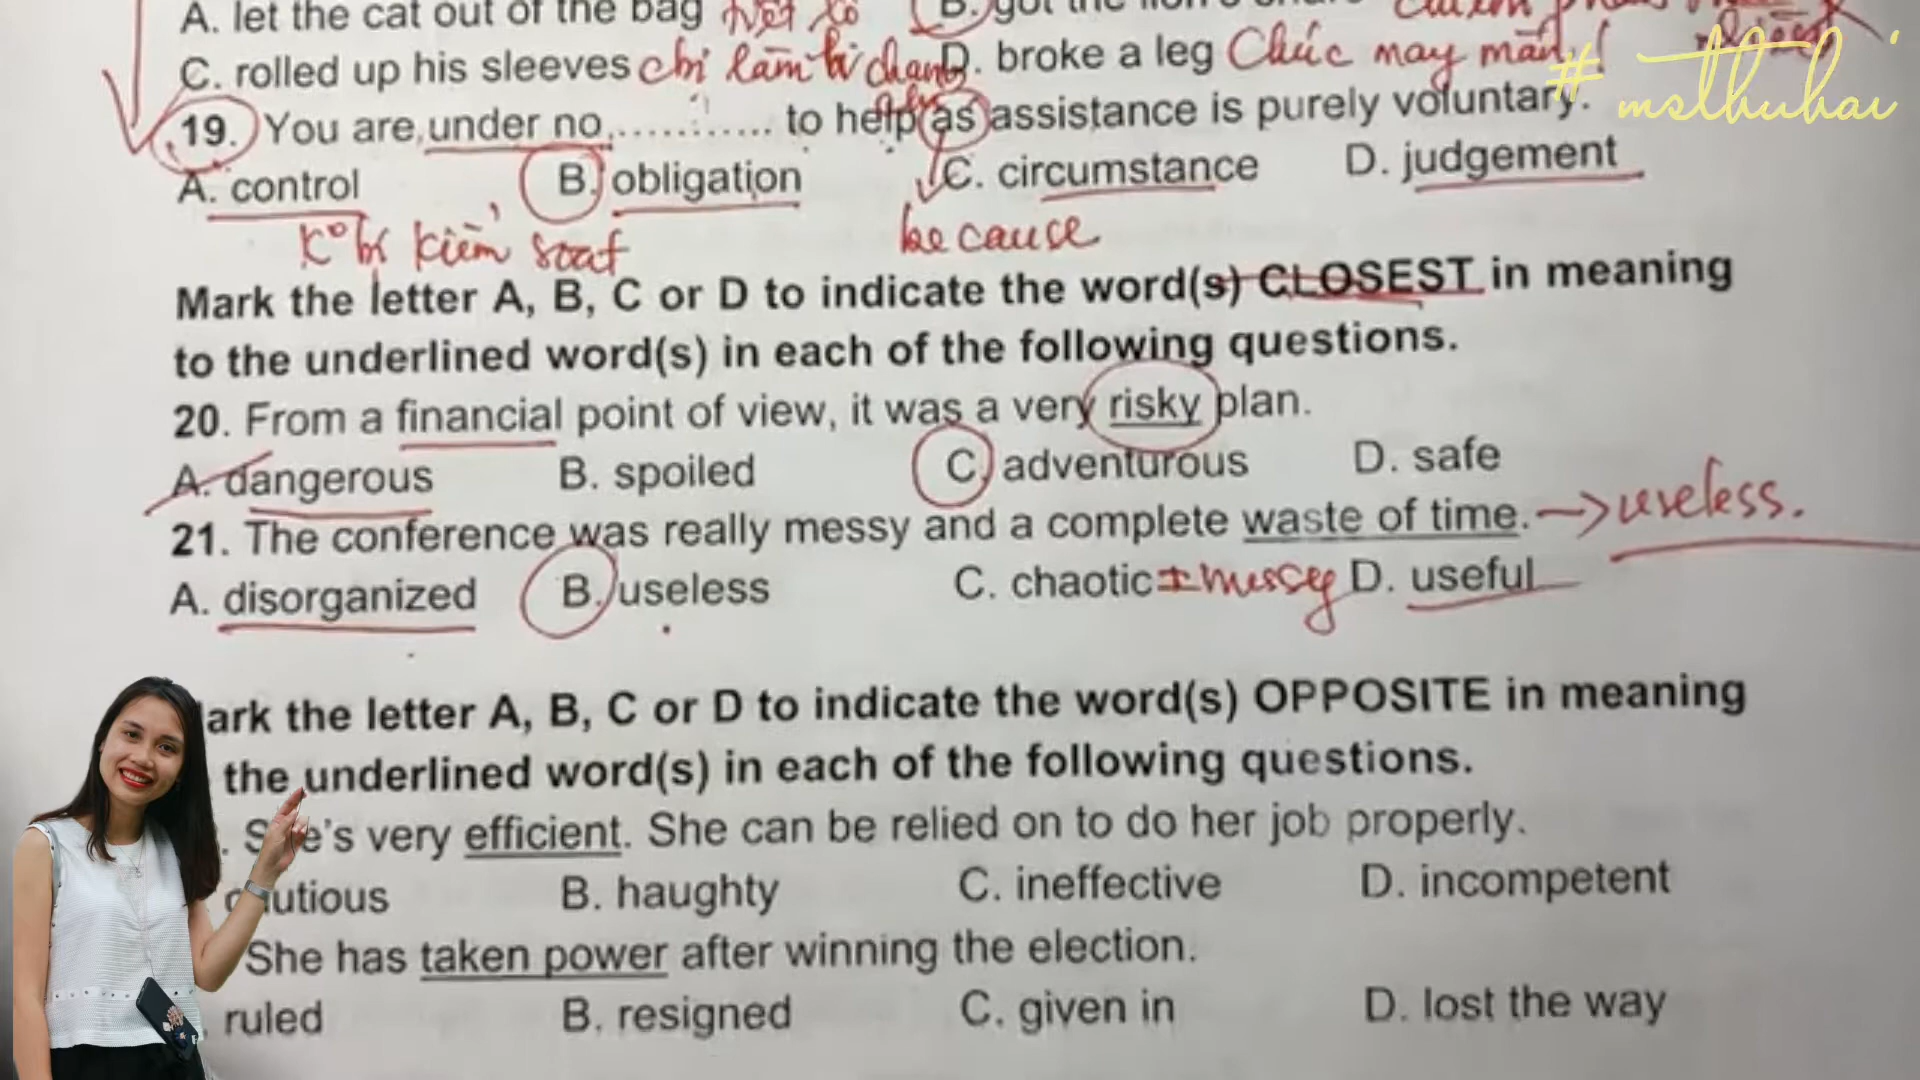 A. let the cat out of the bag B. got the lion's share
C. rolled up his sleeves chỉ làm D. broke a leg Chúc may mắn!
#msthuhai
19. You are under no ............ to help as assistance is purely voluntary.
A. control B. obligation C. circumstance D. judgement
K° bị kiểm soát because
Mark the letter A, B, C or D to indicate the word(s) CLOSEST in meaning
to the underlined word(s) in each of the following questions.
20. From a financial point of view, it was a very risky plan.
A. dangerous B. spoiled C. adventurous D. safe
21. The conference was really messy and a complete waste of time. → useless.
A. disorganized B. useless C. chaotic = messy D. useful
ark the letter A, B, C or D to indicate the word(s) OPPOSITE in meaning
the underlined word(s) in each of the following questions.
. She's very efficient. She can be relied on to do her job properly.
cautious B. haughty C. ineffective D. incompetent
She has taken power after winning the election.
ruled B. resigned C. given in D. lost the way